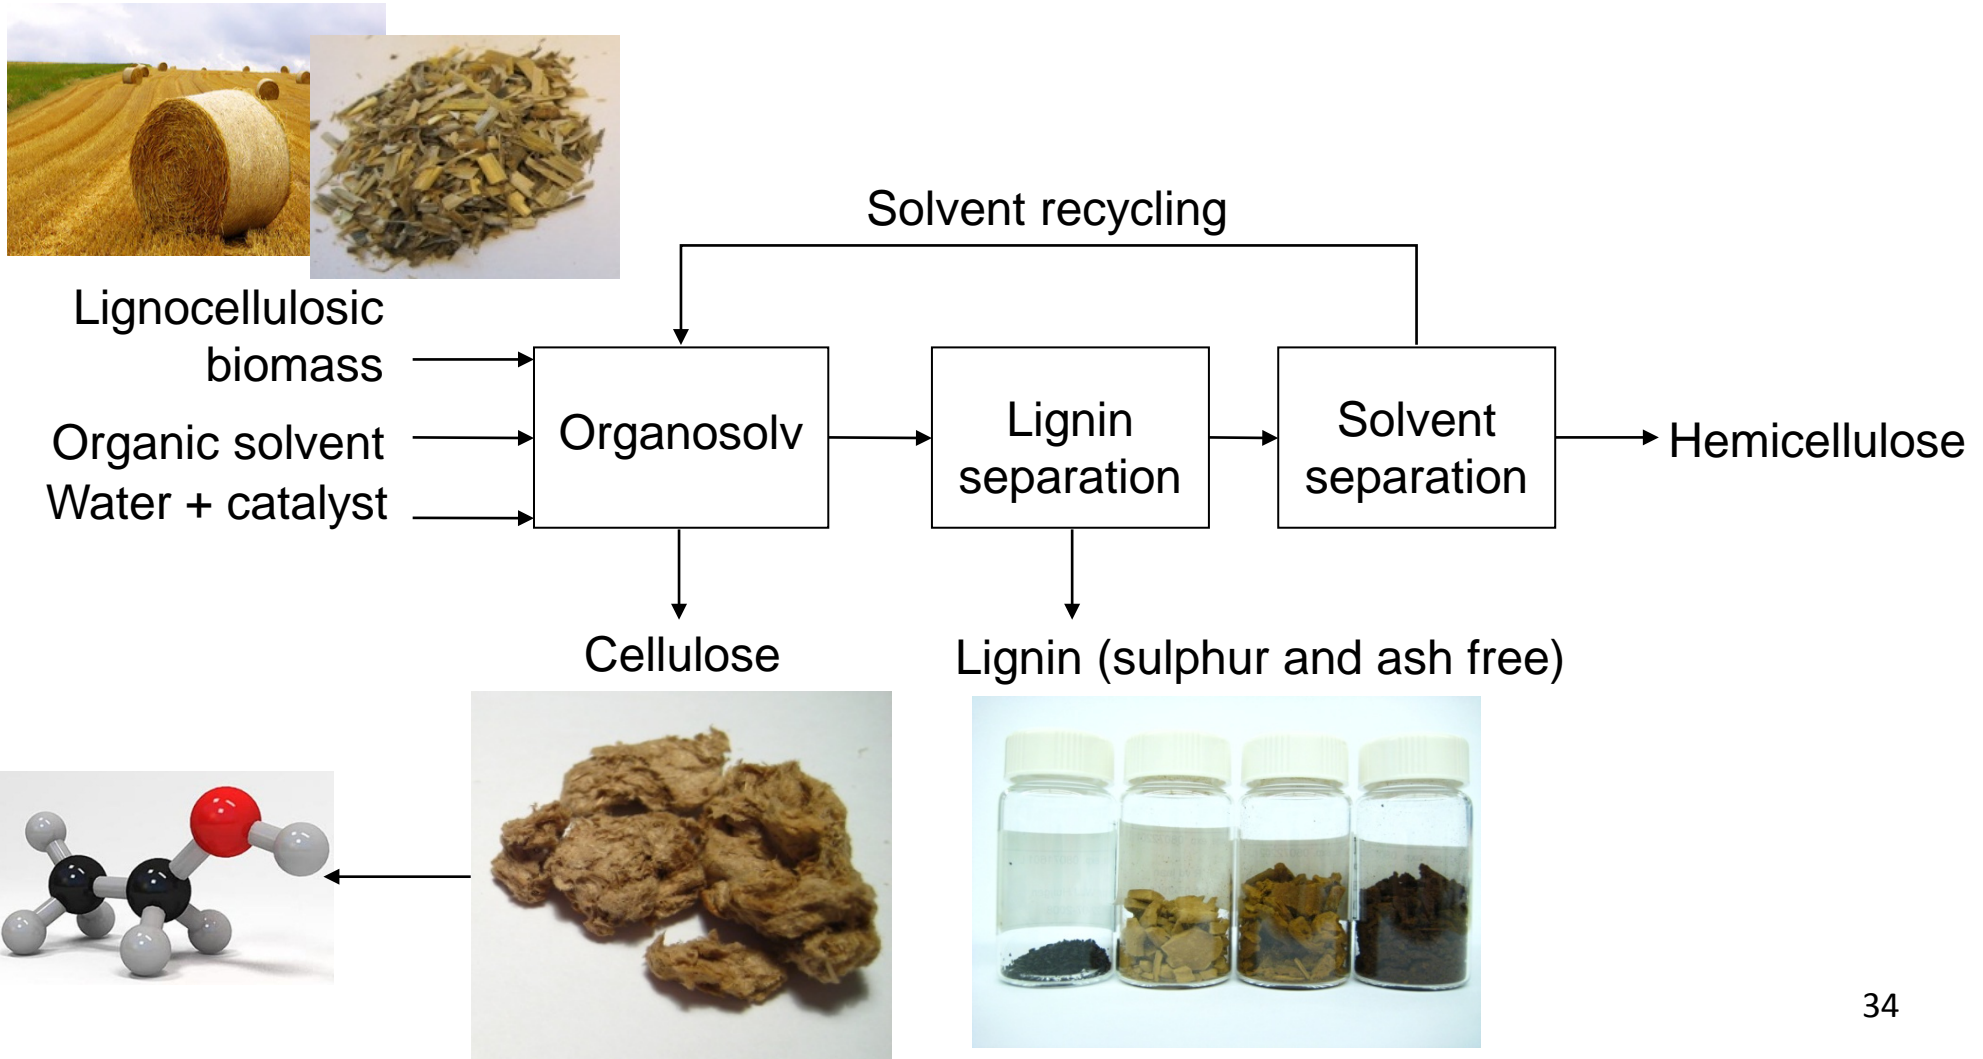 Solvent recycling
Lignocellulosic
biomass
Organic solvent
Water + catalyst
Organosolv
Lignin
separation
Solvent
separation
Hemicellulose
Cellulose
Lignin (sulphur and ash free)
34